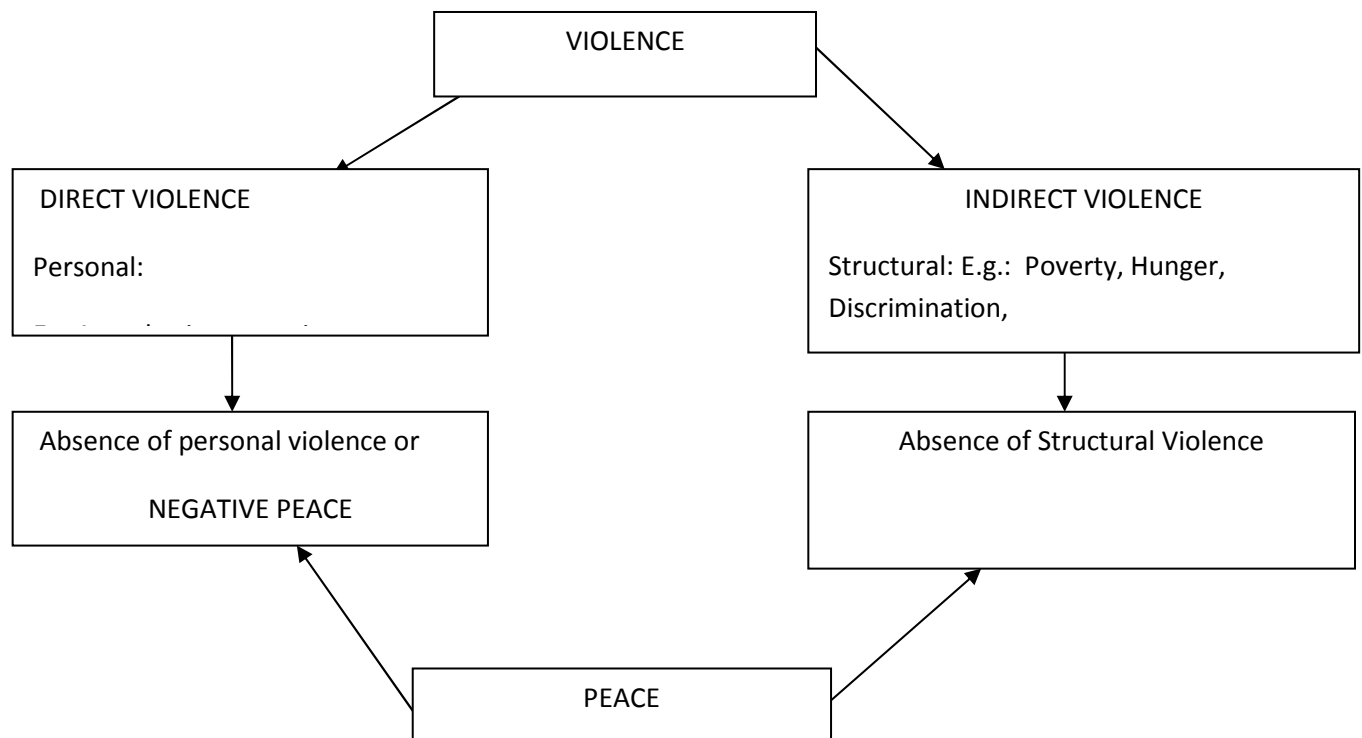 VIOLENCE
DIRECT VIOLENCE
Personal:
INDIRECT VIOLENCE
Structural: E.g.: Poverty, Hunger,
Discrimination,
Absence of personal violence or
NEGATIVE PEACE
Absence of Structural Violence
PEACE